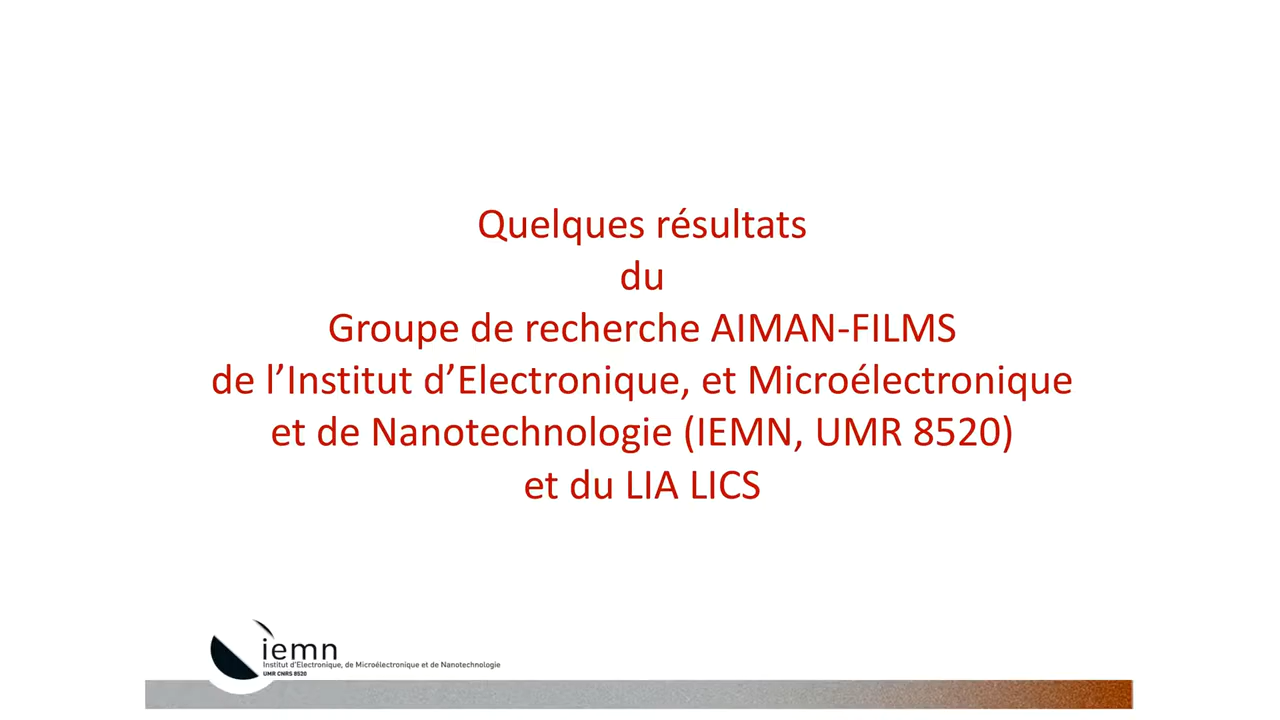 Quelques résultats
du
Groupe de recherche AIMAN-FILMS
de l’Institut d’Electronique, et Microélectronique
et de Nanotechnologie (IEMN, UMR 8520)
et du LIA LICS
iemn
Institut d'Electronique, de Microélectronique et de Nanotechnologie
UMR CNRS 8520